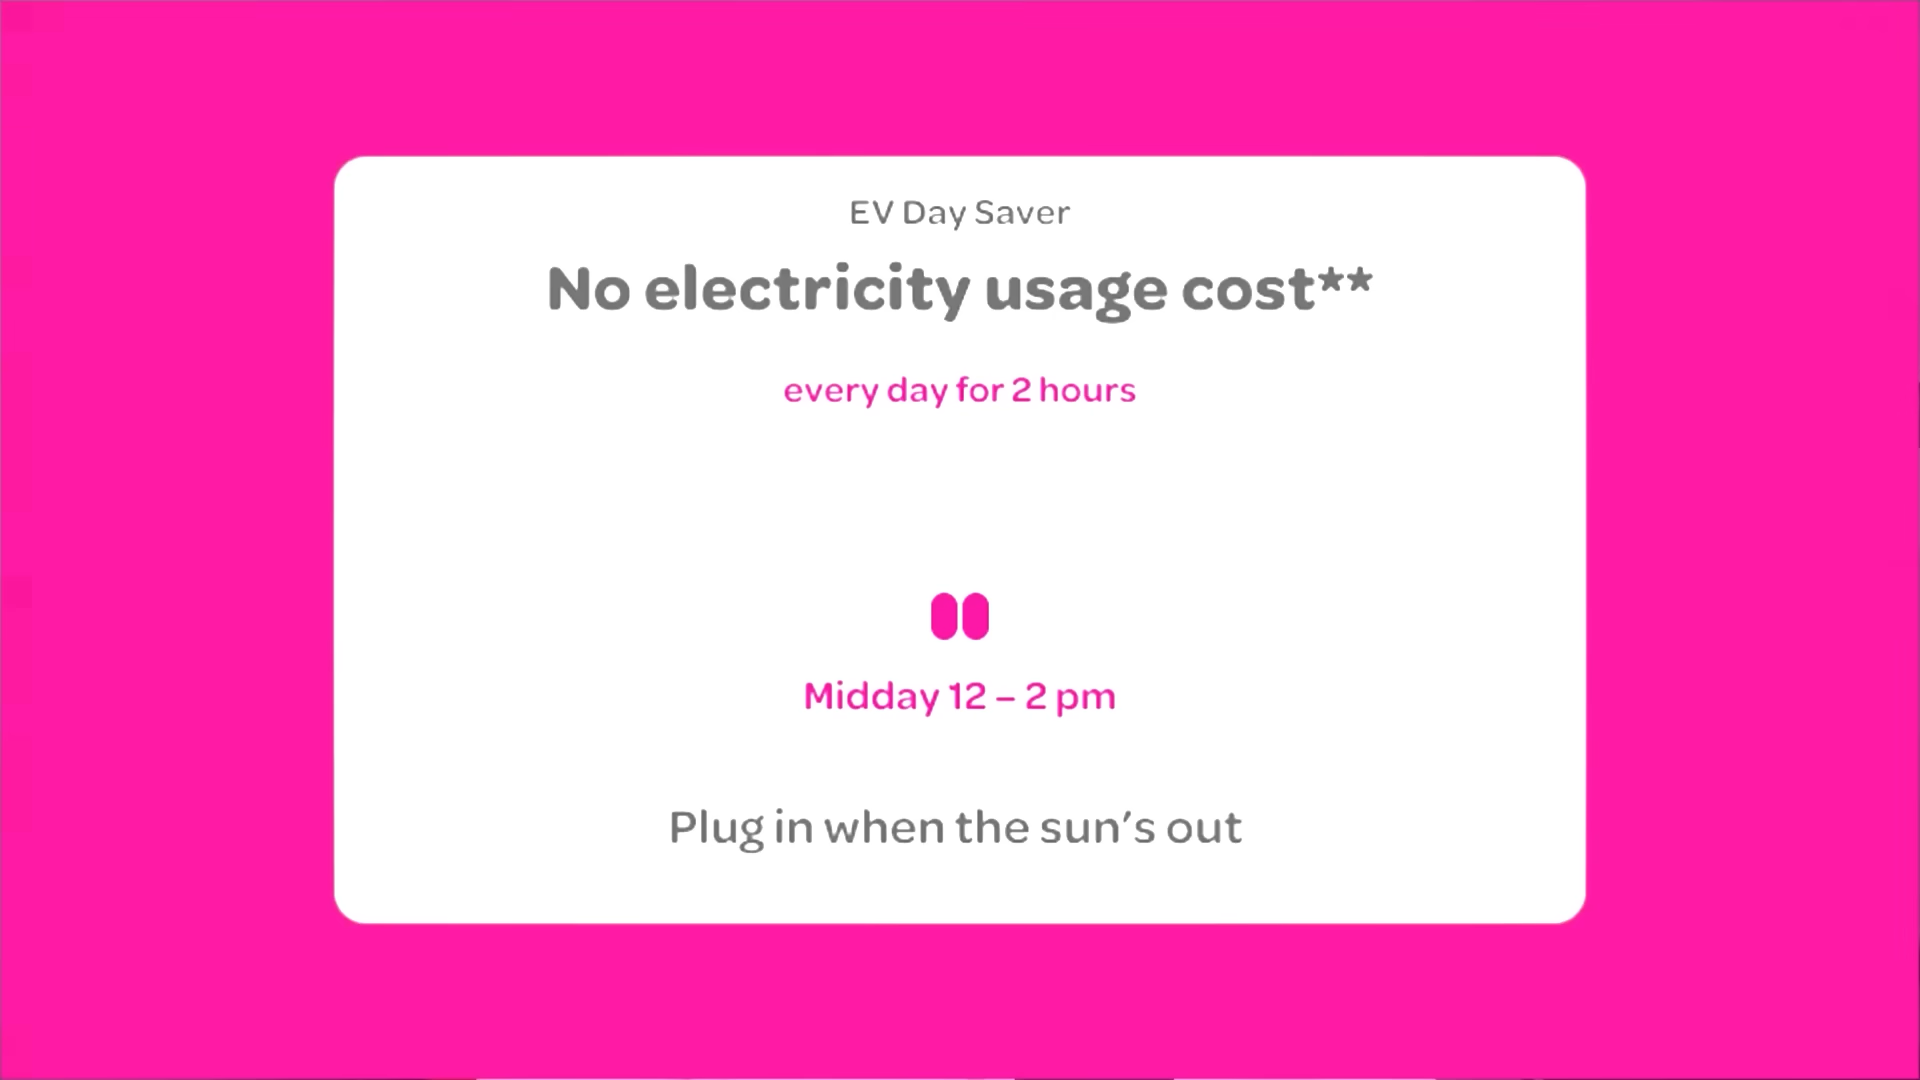 EV Day Saver
No electricity usage cost**
every day for 2 hours
Midday 12 – 2 pm
Plug in when the sun's out